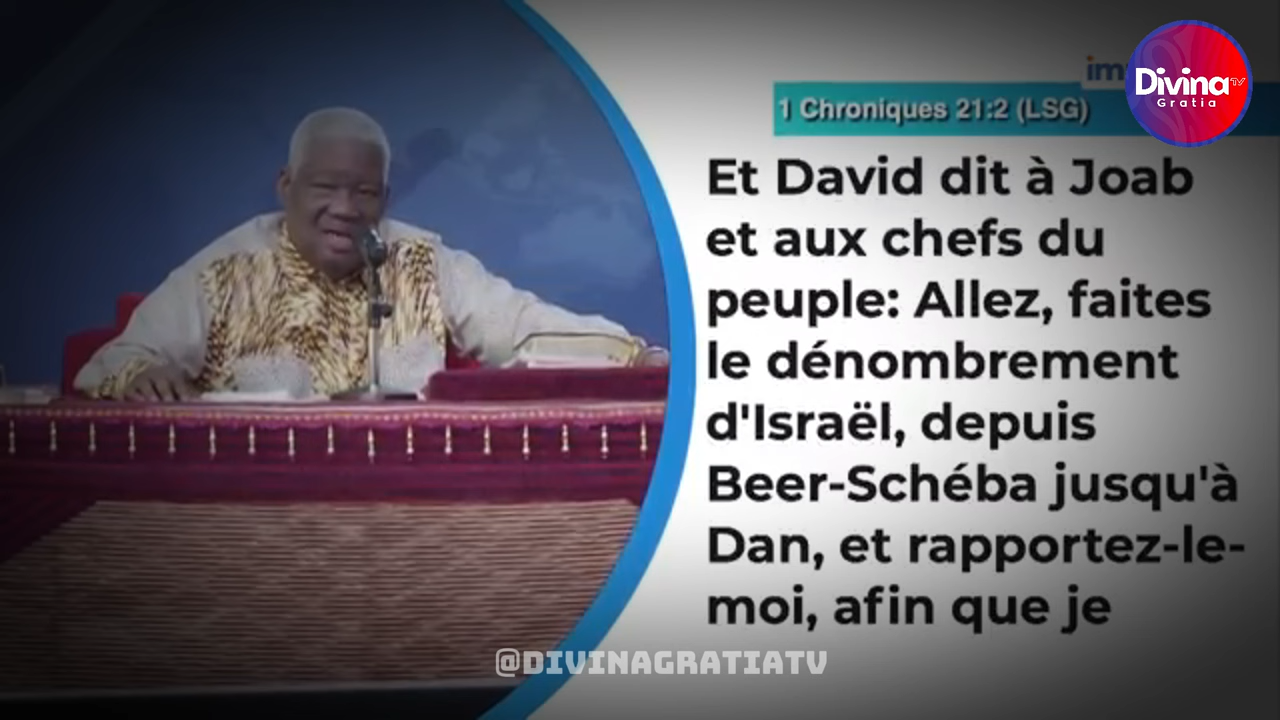 Divina TV
Gratia
1 Chroniques 21:2 (LSG)
Et David dit à Joab
et aux chefs du
peuple: Allez, faites
le dénombrement
d'Israël, depuis
Beer-Schéba jusqu'à
Dan, et rapportez-le-
moi, afin que je
@DIVINAGRATIATV